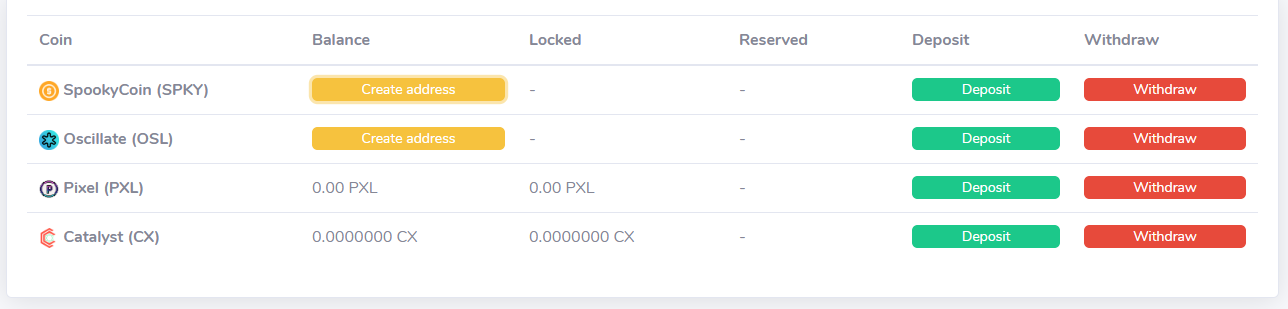 Coin Balance Locked Reserved Deposit Withdraw
SpookyCoin (SPKY) Create address - - Deposit Withdraw
Oscillate (OSL) Create address - - Deposit Withdraw
Pixel (PXL) 0.00 PXL 0.00 PXL - Deposit Withdraw
Catalyst (CX) 0.0000000 CX 0.0000000 CX - Deposit Withdraw